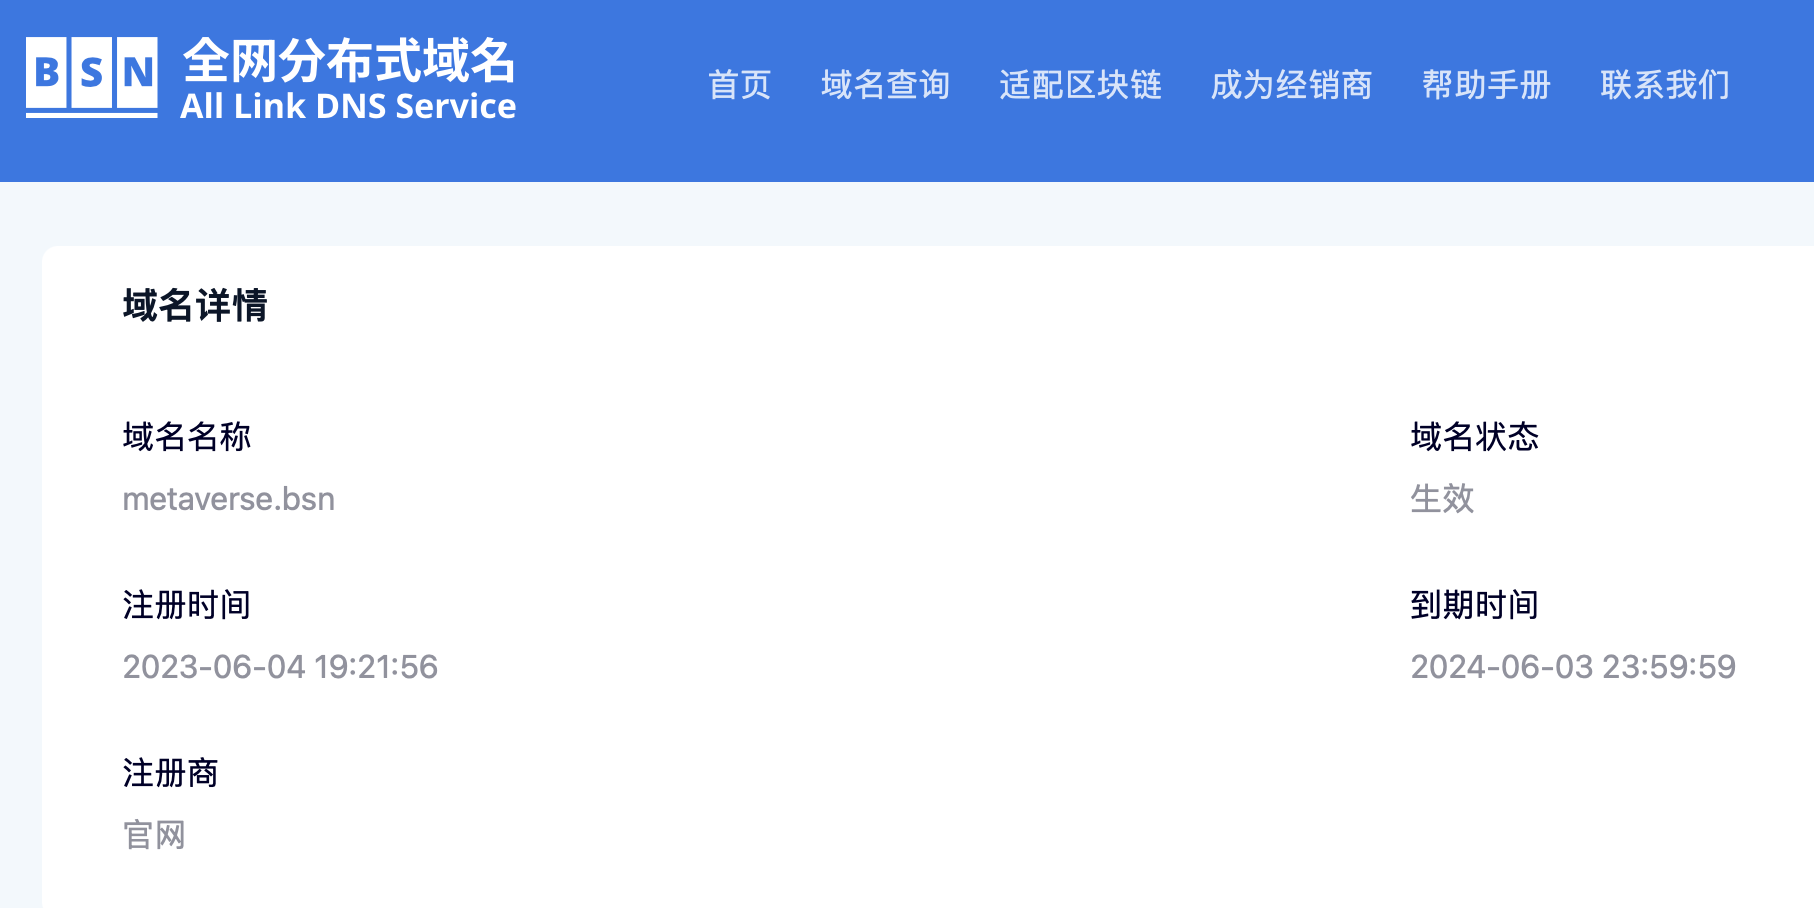 BSN 全网分布式域名
All Link DNS Service
首页 域名查询 适配区块链 成为经销商 帮助手册 联系我们
域名详情
域名名称 域名状态
metaverse.bsn 生效
注册时间 到期时间
2023-06-04 19:21:56 2024-06-03 23:59:59
注册商
官网